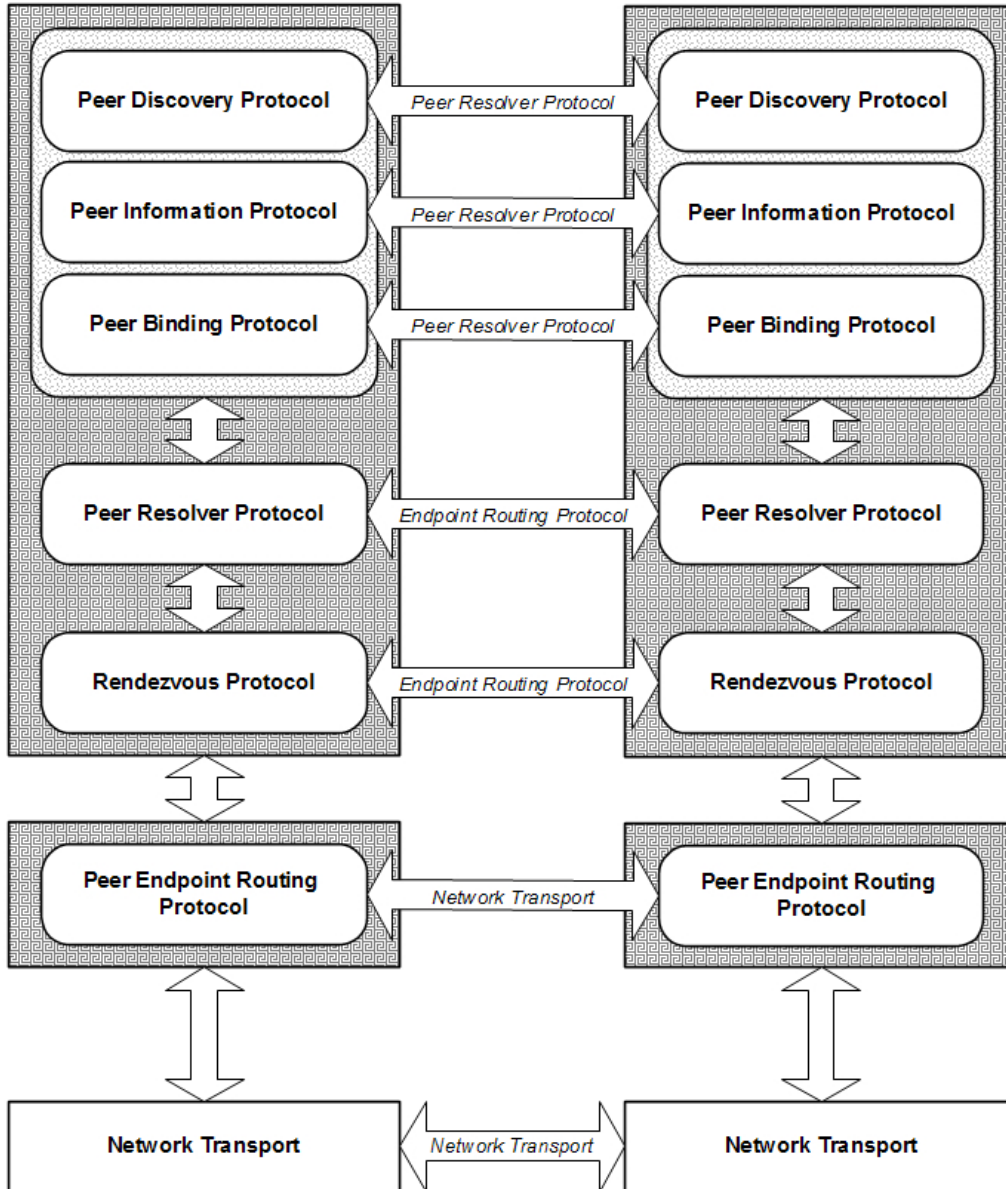 Peer Discovery Protocol
Peer Resolver Protocol
Peer Discovery Protocol
Peer Information Protocol
Peer Resolver Protocol
Peer Information Protocol
Peer Binding Protocol
Peer Resolver Protocol
Peer Binding Protocol
Peer Resolver Protocol
Endpoint Routing Protocol
Peer Resolver Protocol
Rendezvous Protocol
Endpoint Routing Protocol
Rendezvous Protocol
Peer Endpoint Routing
Protocol
Network Transport
Peer Endpoint Routing
Protocol
Network Transport
Network Transport
Network Transport